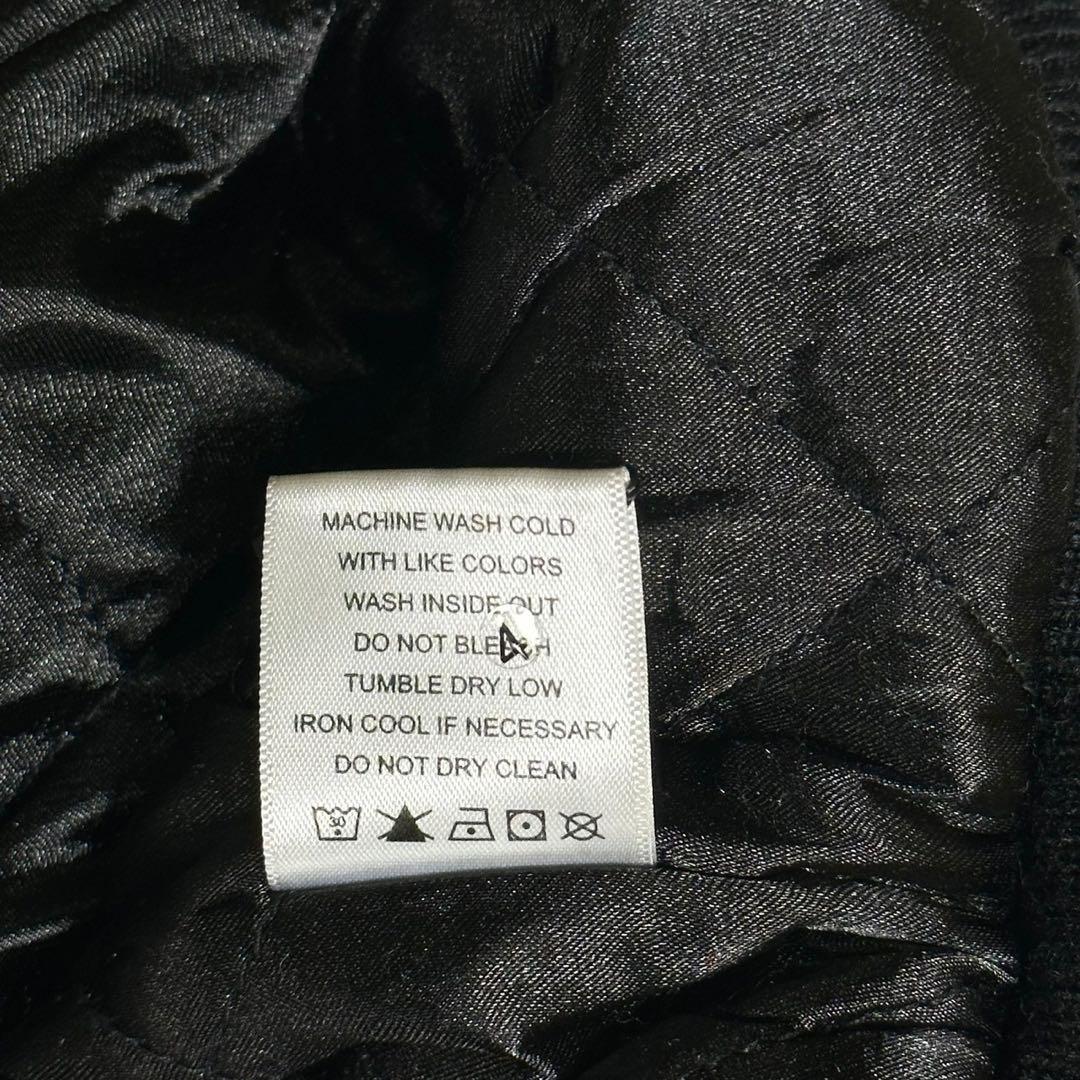 MACHINE WASH COLD
WITH LIKE COLORS
WASH INSIDE OUT
DO NOT BLEACH
TUMBLE DRY LOW
IRON COOL IF NECESSARY
DO NOT DRY CLEAN
30